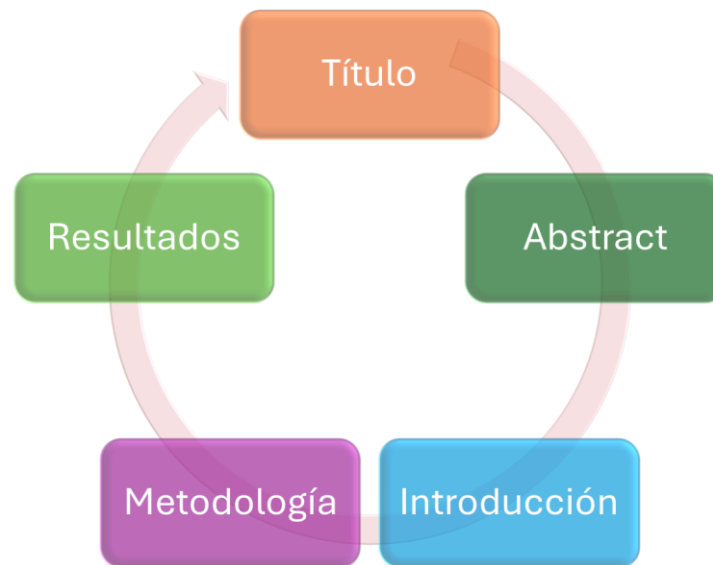 Título
Abstract
Introducción
Metodología
Resultados